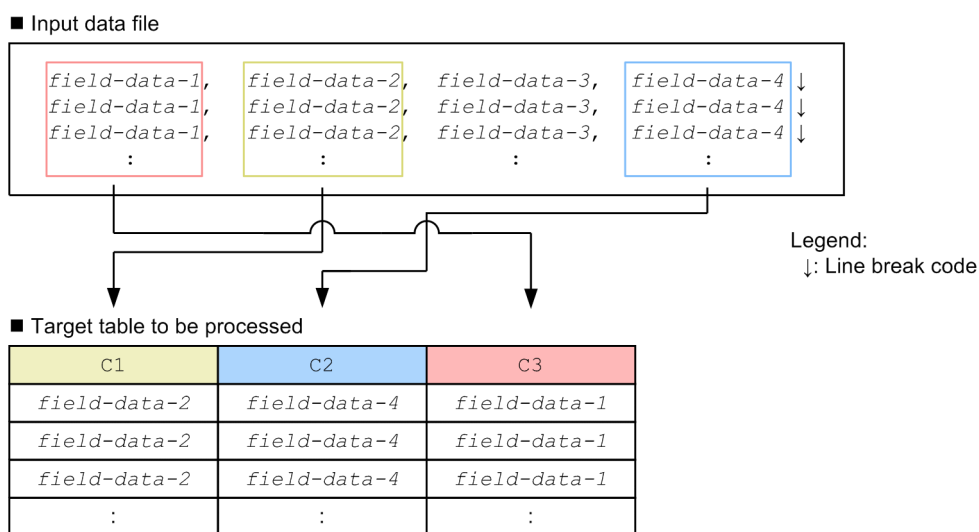 ■ Input data file
field-data-1, field-data-2, field-data-3, field-data-4 ↓
field-data-1, field-data-2, field-data-3, field-data-4 ↓
field-data-1, field-data-2, field-data-3, field-data-4 ↓
: : : :
Legend:
↓: Line break code
■ Target table to be processed
C1 C2 C3
field-data-2 field-data-4 field-data-1
field-data-2 field-data-4 field-data-1
field-data-2 field-data-4 field-data-1
: : :